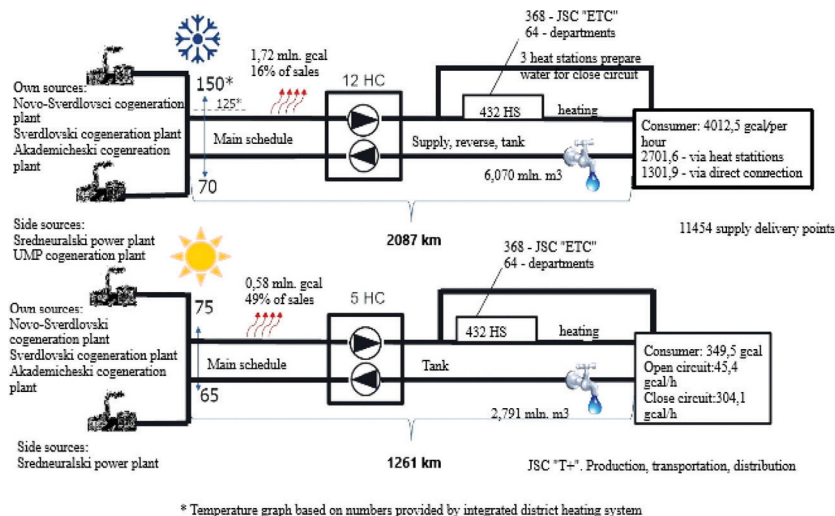 368 - JSC "ETC"
64 - departments
3 heat stations prepare
water for close circuit
1,72 mln. gcal
16% of sales
12 HC
150*
125*
Own sources:
Novo-Sverdlovsci cogeneration
plant
Sverdlovski cogeneration plant
Akademicheski cogenreation
plant
432 HS
heating
Main schedule
Supply, reverse, tank
Consumer: 4012,5 gcal/per
hour
2701,6 - via heat statitions
1301,9 - via direct connection
70
6,070 mln. m3
Side sources:
Sredneuralski power plant
UMP cogeneration plant
2087 km
11454 supply delivery points
368 - JSC "ETC"
64 - departments
0,58 mln. gcal
49% of sales
5 HC
75
Own sources:
Novo-Sverdlovski
cogeneration plant
Sverdlovski cogeneration plant
Akademicheski cogeneration
plant
432 HS
heating
Main schedule
Tank
Consumer: 349,5 gcal
Open circuit:45,4
gcal/h
Close circuit:304,1
gcal/h
65
2,791 mln. m3
Side sources:
Sredneuralski power plant
1261 km
JSC "T+". Production, transportation, distribution
* Temperature graph based on numbers provided by integrated district heating system